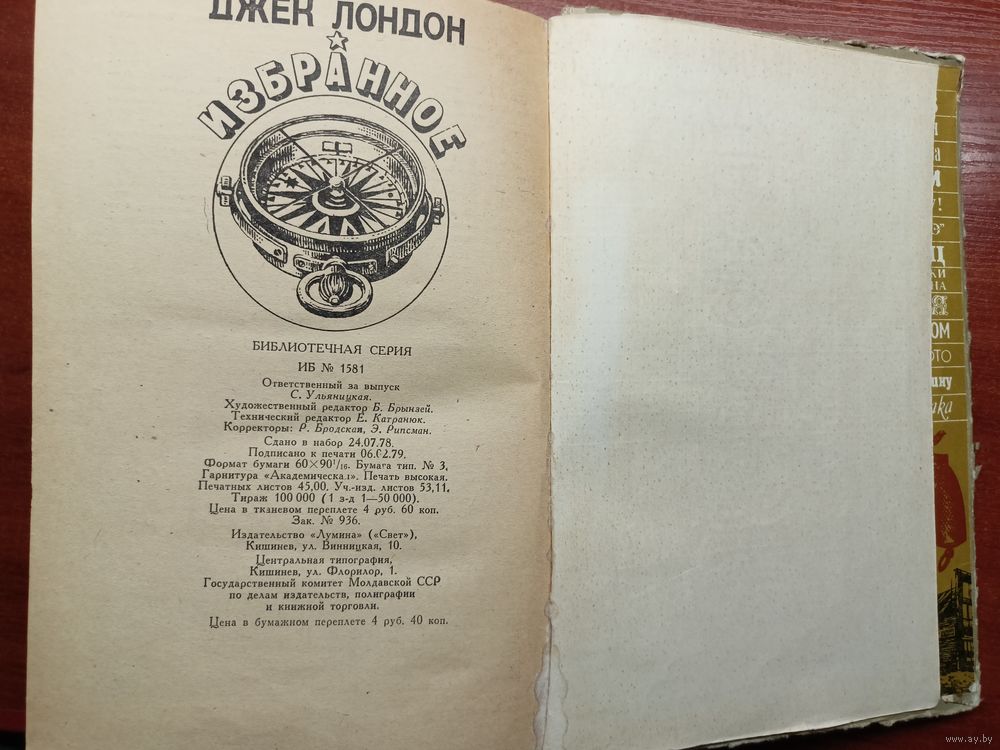 ДЖЕК ЛОНДОН
ИЗБРАННОЕ
БИБЛИОТЕЧНАЯ СЕРИЯ
ИБ № 1581
Ответственный за выпуск
С. Ульяницкая.
Художественный редактор Б. Брынзей.
Технический редактор Е. Катранюк.
Корректоры: Р. Бродская, Э. Рипсман.
Сдано в набор 24.07.78.
Подписано к печати 06.02.79.
Формат бумаги 60×90¹/₁₆. Бумага тип. № 3,
Гарнитура «Академическая». Печать высокая.
Печатных листов 45,00. Уч.-изд. листов 53,11.
Тираж 100 000 (1 з-д 1—50 000).
Цена в тканевом переплете 4 руб. 60 коп.
Зак. № 936.
Издательство «Лумина» («Свет»),
Кишинев, ул. Винницкая, 10.
Центральная типография,
Кишинев, ул. Флорилор, 1.
Государственный комитет Молдавской ССР
по делам издательств, полиграфии
и книжной торговли.
Цена в бумажном переплете 4 руб. 40 коп.
www.ay.by